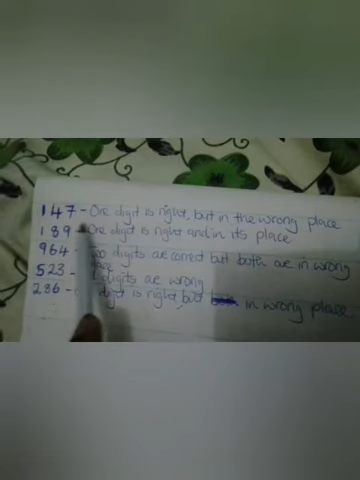 147 - One digit is right, but in the wrong place
189 - One digit is right and in its place
964 digits are correct but both are in wrong
523 - digits are wrong
286 - digit is right but in wrong place